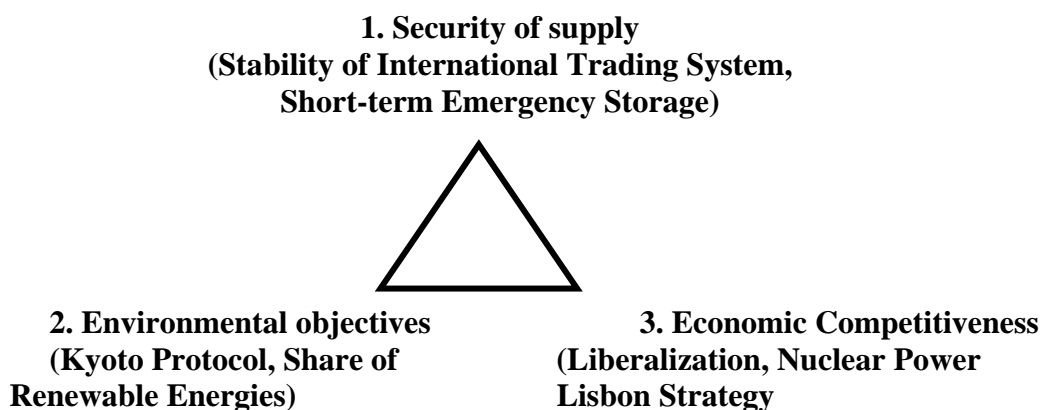 1. Security of supply
(Stability of International Trading System,
Short-term Emergency Storage)
2. Environmental objectives
(Kyoto Protocol, Share of
Renewable Energies)
3. Economic Competitiveness
(Liberalization, Nuclear Power
Lisbon Strategy